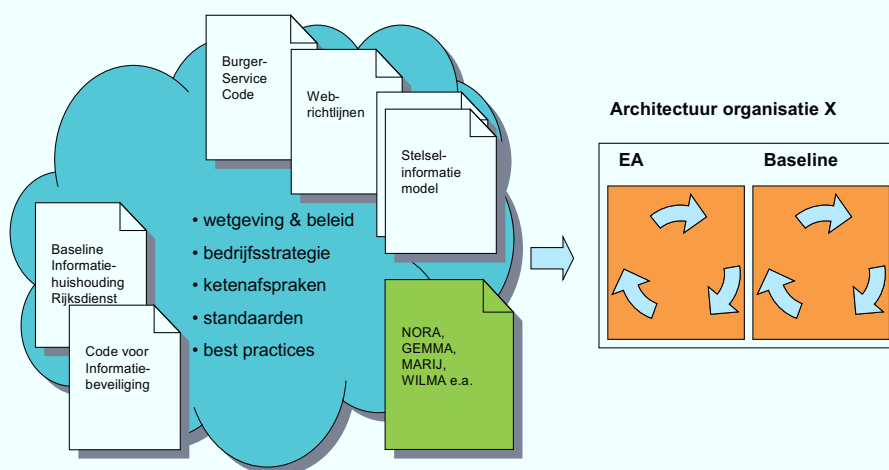 Burger-
Service
Code
Web-
richtlijnen
Stelsel-
informatie
model
Architectuur organisatie X
EA
Baseline
• wetgeving & beleid
• bedrijfsstrategie
• ketenafspraken
• standaarden
• best practices
Baseline
Informatie-
huishouding
Rijksdienst
Code voor
Informatie-
beveiliging
NORA,
GEMMA,
MARIJ,
WILMA e.a.